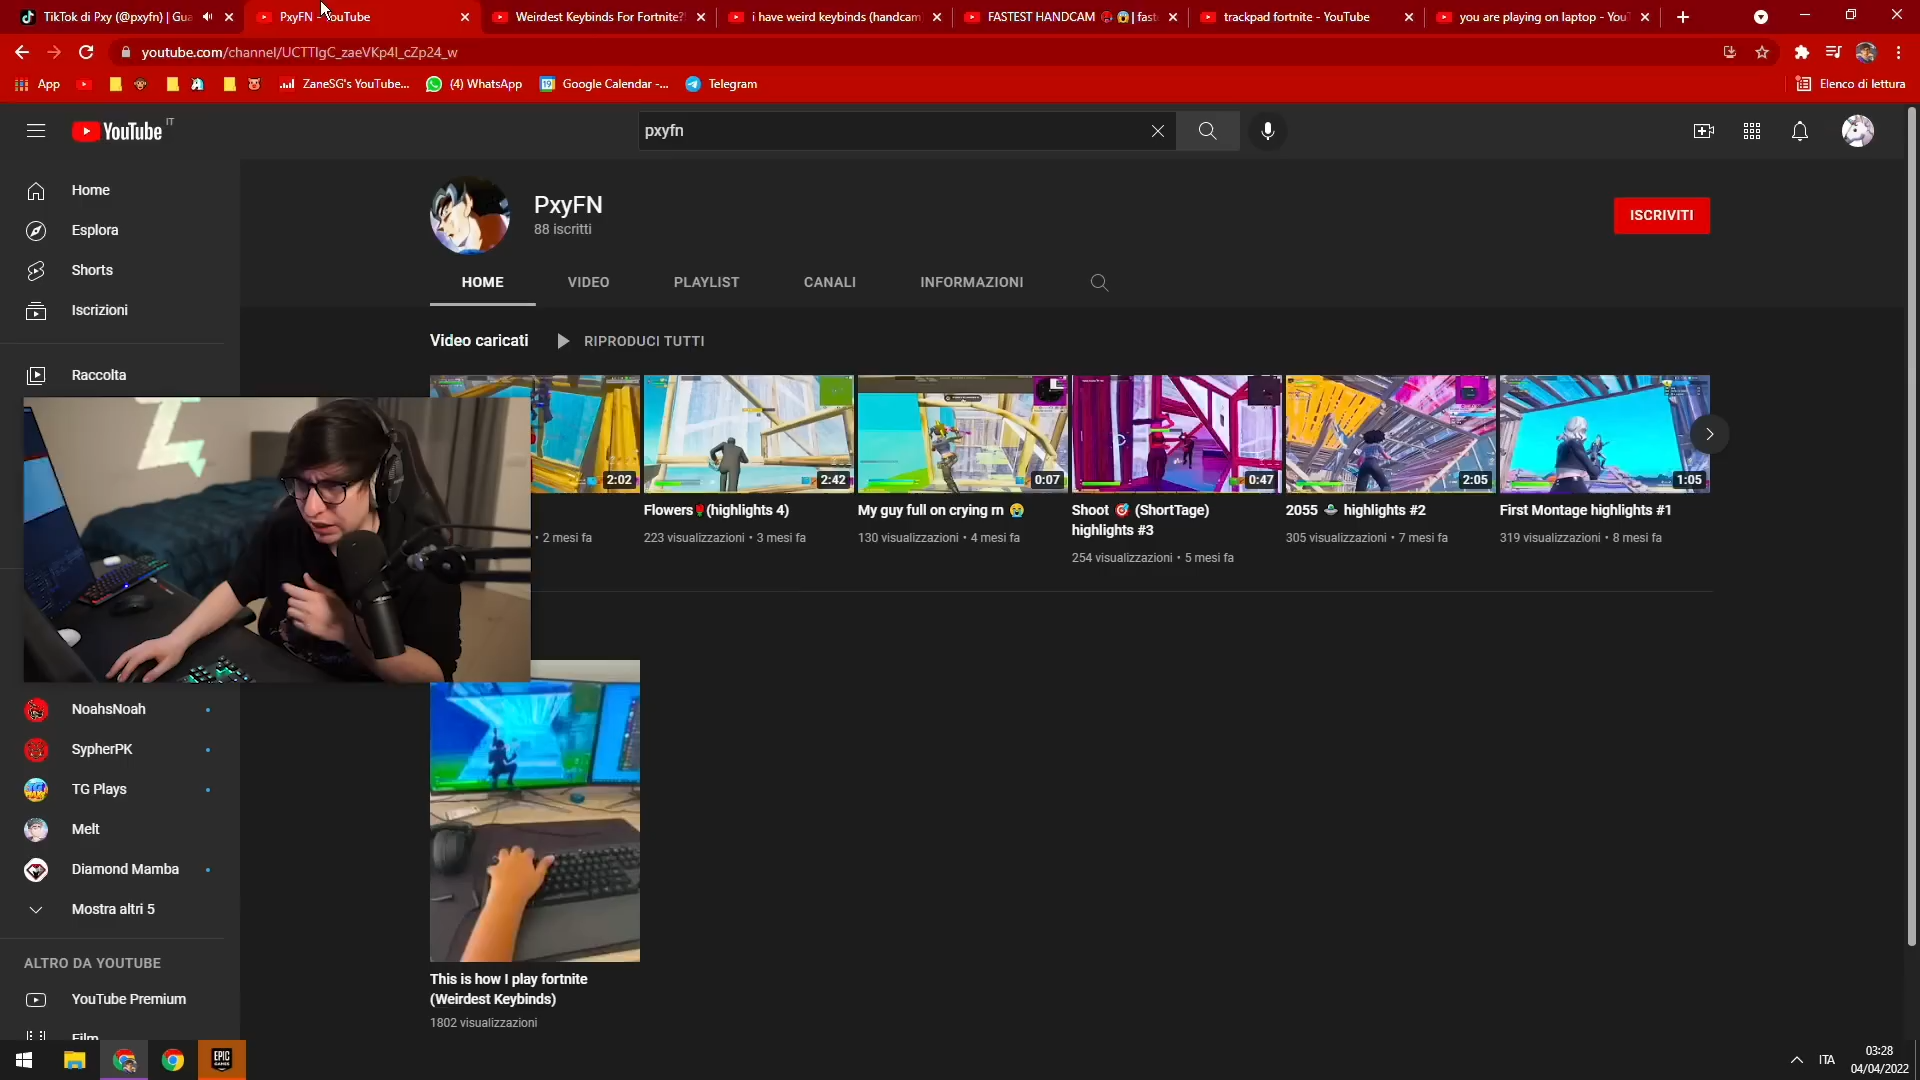 TikTok di Pxy (@pxyfn) | Gua
PxyFN - YouTube
Weirdest Keybinds For Fortnite?
i have weird keybinds (handcam
FASTEST HANDCAM 🥵😱| fast
trackpad fortnite - YouTube
you are playing on laptop - YouT
youtube.com/channel/UCTTIgC_zaeVKp4I_cZp24_w
App
ZaneSG's YouTube...
(4) WhatsApp
Google Calendar -...
Telegram
Elenco di lettura
YouTube IT
pxyfn
Home
Esplora
Shorts
Iscrizioni
Raccolta
PxyFN
88 iscritti
ISCRIVITI
HOME
VIDEO
PLAYLIST
CANALI
INFORMAZIONI
Video caricati
RIPRODUCI TUTTI
2:02
2:42
0:07
0:47
2:05
1:05
• 2 mesi fa
Flowers🌹(highlights 4)
223 visualizzazioni • 3 mesi fa
My guy full on crying rn 😭
130 visualizzazioni • 4 mesi fa
Shoot 🎯 (ShortTage)
highlights #3
254 visualizzazioni • 5 mesi fa
2055 🛸 highlights #2
305 visualizzazioni • 7 mesi fa
First Montage highlights #1
319 visualizzazioni • 8 mesi fa
NoahsNoah
SypherPK
TG Plays
Melt
Diamond Mamba
Mostra altri 5
ALTRO DA YOUTUBE
YouTube Premium
Film
This is how I play fortnite
(Weirdest Keybinds)
1802 visualizzazioni
EPIC
GAMES
ITA
03:28
04/04/2022